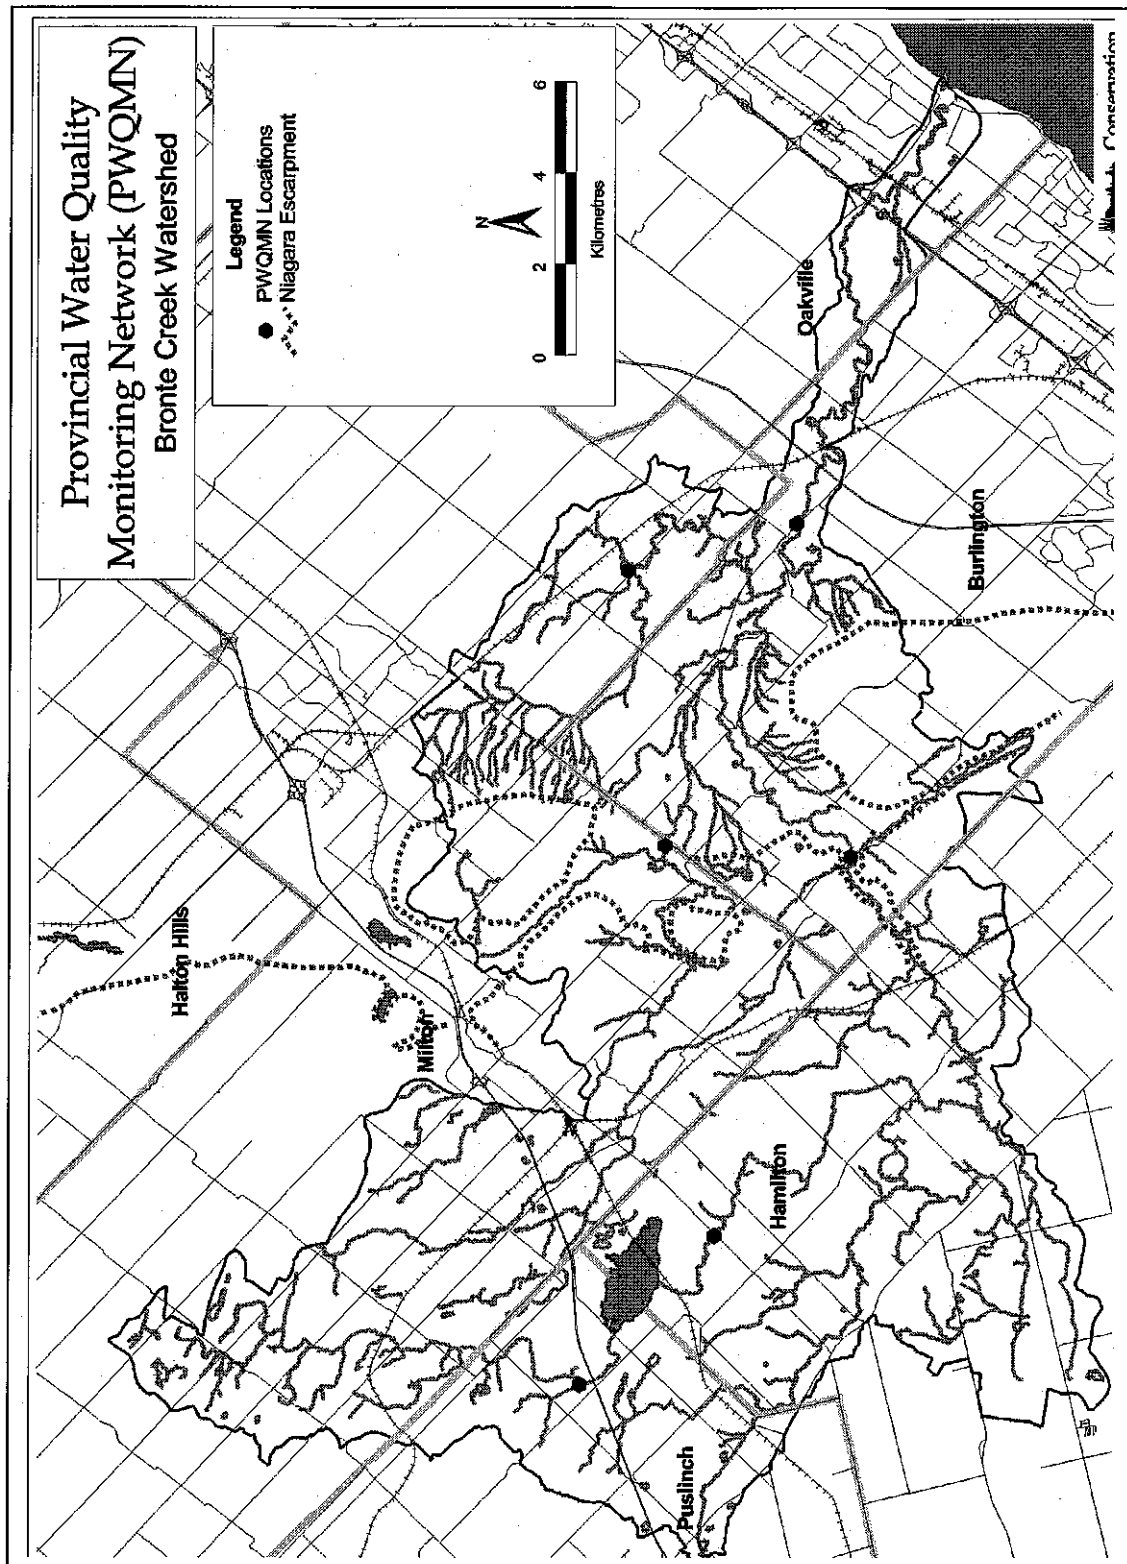 Provincial Water Quality
Monitoring Network (PWQMN)
Bronte Creek Watershed
Legend
PWQMN Locations
Niagara Escarpment
N
0 2 4 6
Kilometres
Halton Hills
Milton
Oakville
Burlington
Hamilton
Puslinch
Conservation